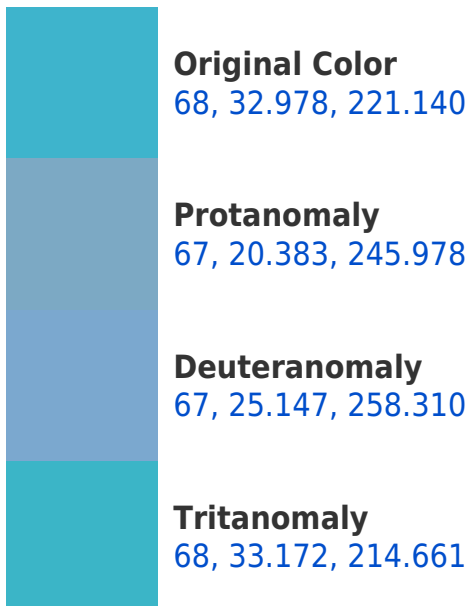 Original Color
68, 32.978, 221.140
Protanomaly
67, 20.383, 245.978
Deuteranomaly
67, 25.147, 258.310
Tritanomaly
68, 33.172, 214.661